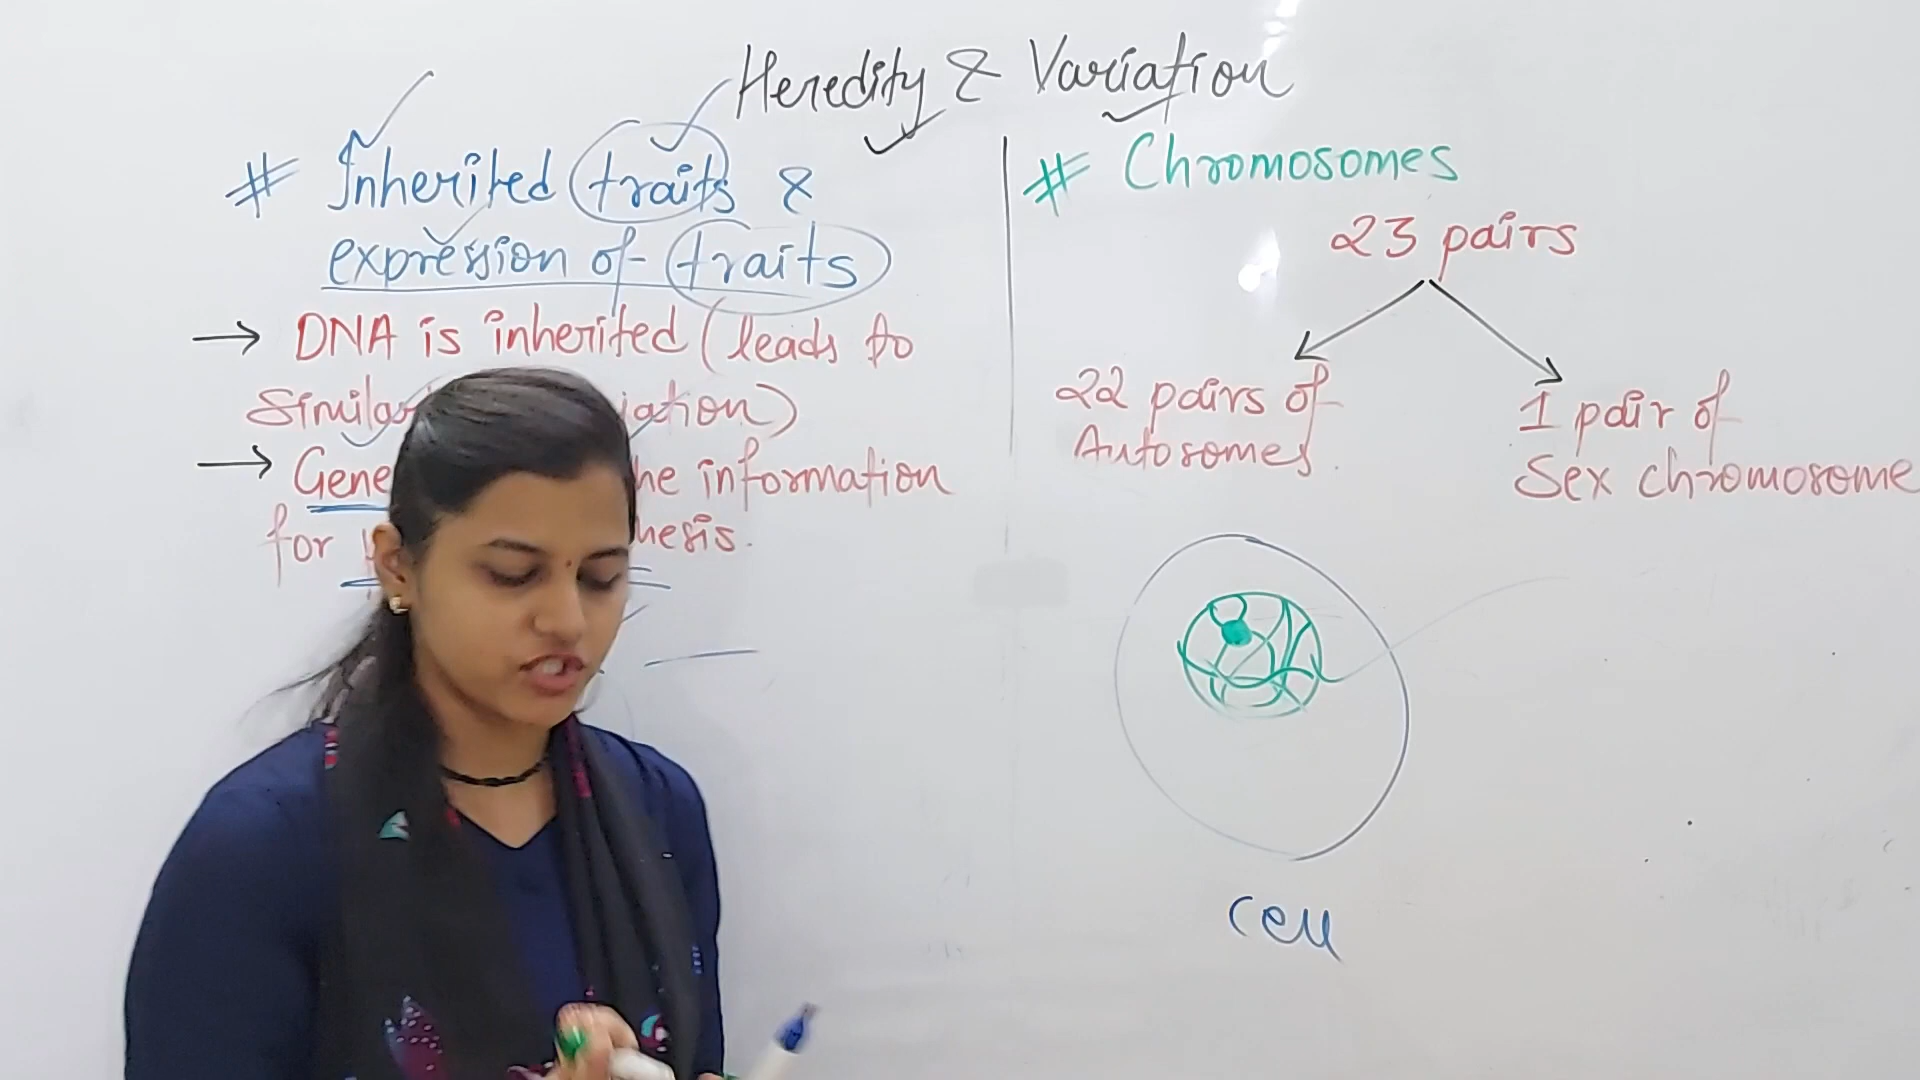 Heredity & Variation
# Inherited traits &
expression of traits
→ DNA is inherited (leads to
→ Gene information
for
# Chromosomes
23 pairs
22 pairs of
Autosomes.
1 pair of
Sex chromosome
Cell